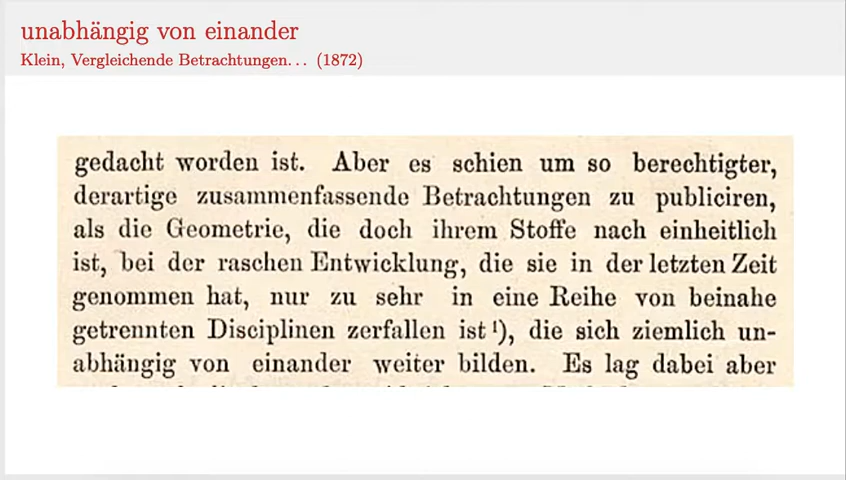 unabhängig von einander
Klein, Vergleichende Betrachtungen... (1872)
gedacht worden ist. Aber es schien um so berechtigter,
derartige zusammenfassende Betrachtungen zu publiciren,
als die Geometrie, die doch ihrem Stoffe nach einheitlich
ist, bei der raschen Entwicklung, die sie in der letzten Zeit
genommen hat, nur zu sehr in eine Reihe von beinahe
getrennten Disciplinen zerfallen ist ¹), die sich ziemlich un-
abhängig von einander weiter bilden. Es lag dabei aber